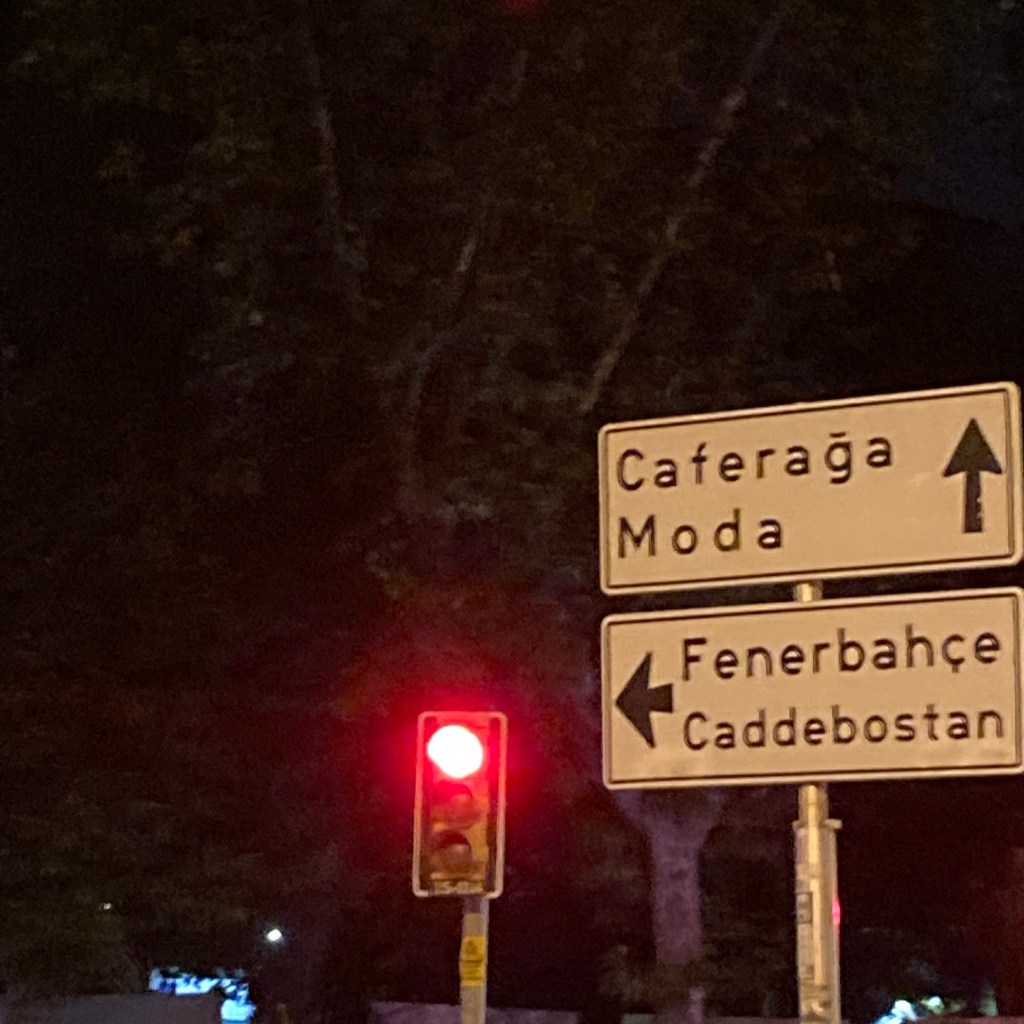 Caferağa
Moda
Fenerbahçe
Caddebostan